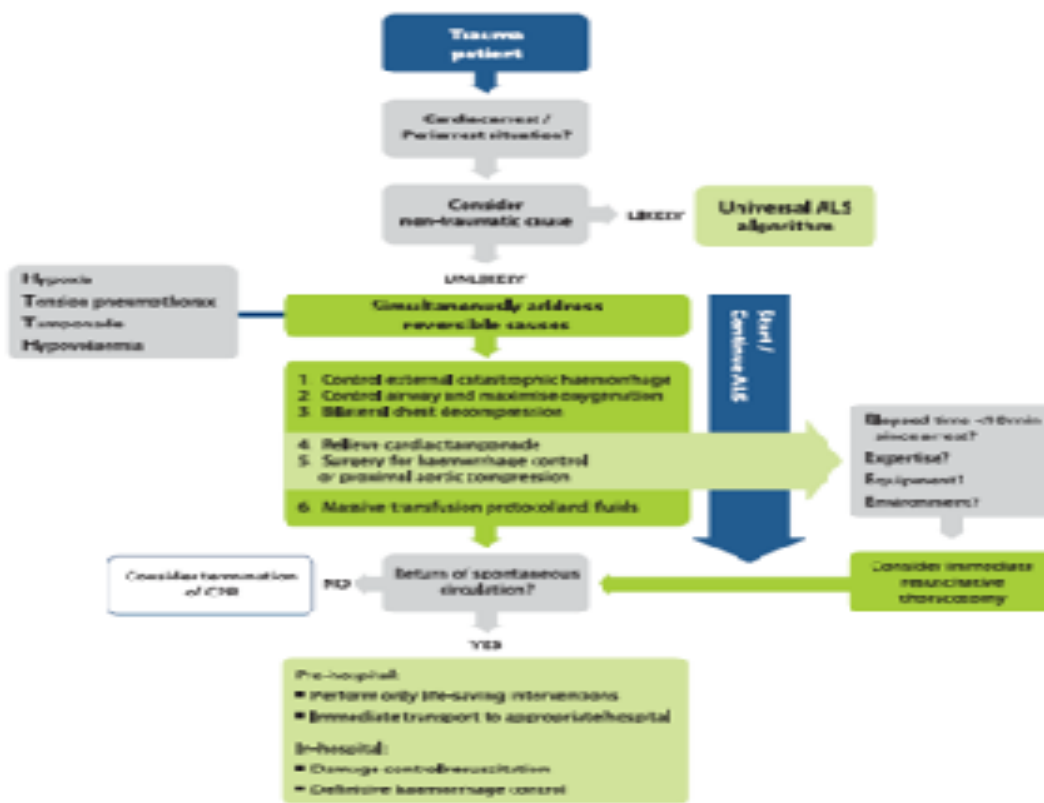 Trauma
patient
Cardiac arrest /
Periarrest situation?
Consider
non-traumatic cause
LIKELY
Universal ALS
algorithm
UNLIKELY
Hypoxia
Tension pneumothorax
Tamponade
Hypovolaemia
Simultaneously address
reversible causes
Start /
Continue ALS
1 Control external catastrophic haemorrhage
2 Control airway and maximise oxygenation
3 Bilateral chest decompression
4 Relieve cardiac tamponade
5 Surgery for haemorrhage control
or proximal aortic compression
6 Massive transfusion protocol and fluids
Elapsed time min
since arrest?
Expertise?
Equipment?
Environment?
Consider immediate
resuscitative
thoracotomy
Return of spontaneous
circulation?
NO
Consider termination
of CPR
YES
Pre-hospital:
▪ Perform only life-saving interventions
▪ Immediate transport to appropriate hospital
In-hospital:
▪ Damage control resuscitation
▪ Definitive haemorrhage control